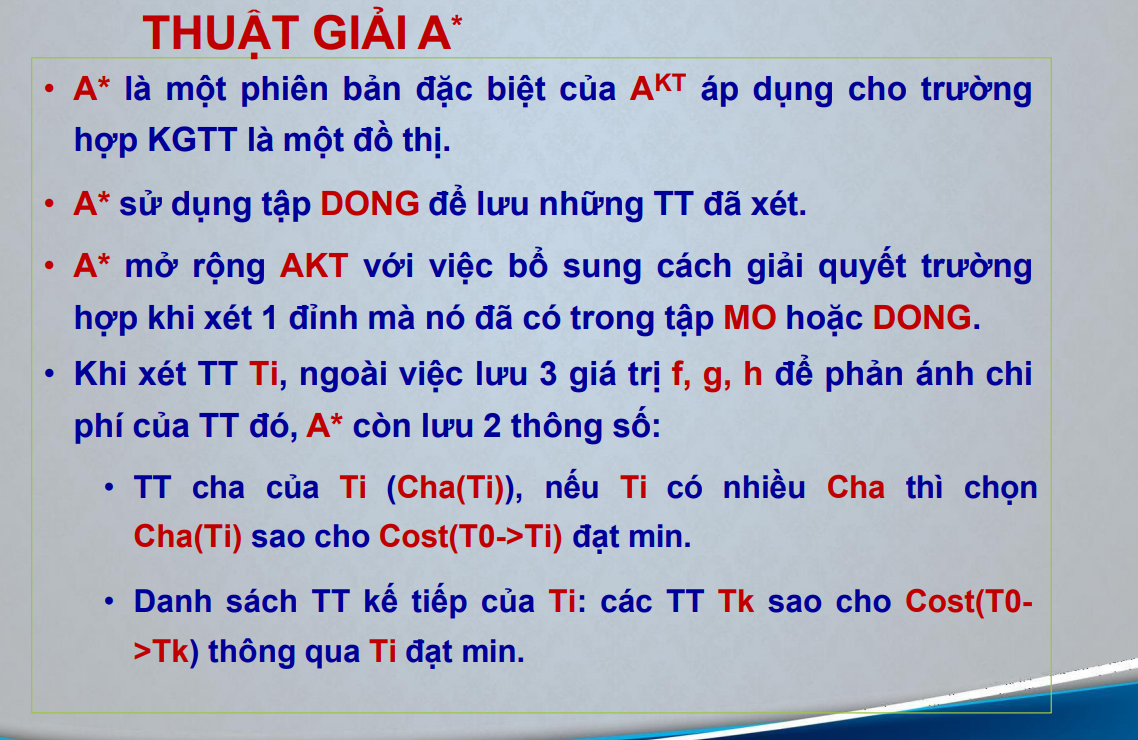 THUẬT GIẢI A*
• A* là một phiên bản đặc biệt của AKT áp dụng cho trường
hợp KGTT là một đồ thị.
• A* sử dụng tập DONG để lưu những TT đã xét.
• A* mở rộng AKT với việc bổ sung cách giải quyết trường
hợp khi xét 1 đỉnh mà nó đã có trong tập MO hoặc DONG.
• Khi xét TT Ti, ngoài việc lưu 3 giá trị f, g, h để phản ánh chi
phí của TT đó, A* còn lưu 2 thông số:
• TT cha của Ti (Cha(Ti)), nếu Ti có nhiều Cha thì chọn
Cha(Ti) sao cho Cost(T0->Ti) đạt min.
• Danh sách TT kế tiếp của Ti: các TT Tk sao cho Cost(T0-
>Tk) thông qua Ti đạt min.